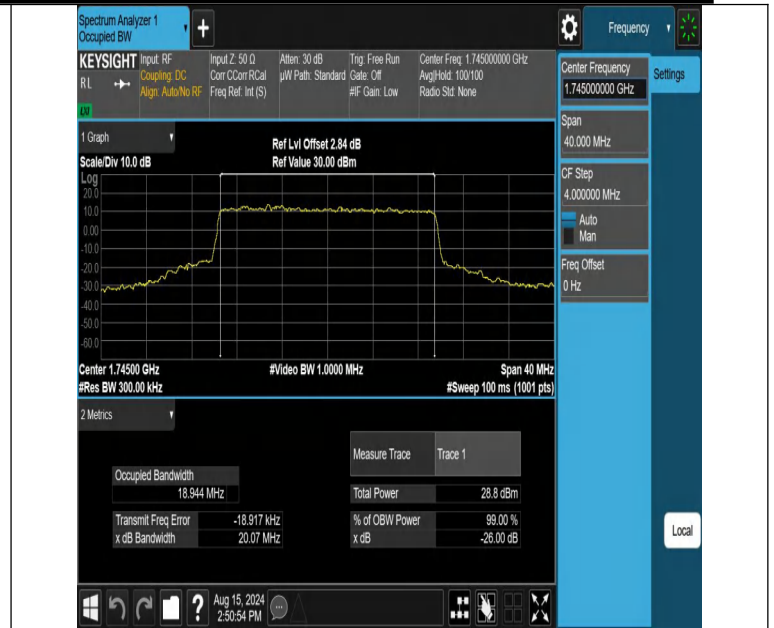 Spectrum Analyzer 1
Occupied BW
+
Frequency
KEYSIGHT
RL
LXI
Input: RF
Coupling: DC
Align: Auto/No RF
Input Z: 50 Ω
Corr CCorr RCal
Freq Ref: Int (S)
Atten: 30 dB
µW Path: Standard
Trig: Free Run
Gate: Off
#IF Gain: Low
Center Freq: 1.745000000 GHz
Avg|Hold: 100/100
Radio Std: None
Center Frequency
1.745000000 GHz
Settings
Span
40.000 MHz
CF Step
4.000000 MHz
Auto
Man
Freq Offset
0 Hz
1 Graph
Scale/Div 10.0 dB
Ref Lvl Offset 2.84 dB
Ref Value 30.00 dBm
Log
20.0
10.0
0.00
-10.0
-20.0
-30.0
-40.0
-50.0
-60.0
Center 1.74500 GHz
#Video BW 1.0000 MHz
Span 40 MHz
#Res BW 300.00 kHz
#Sweep 100 ms (1001 pts)
2 Metrics
Measure Trace Trace 1
Occupied Bandwidth
18.944 MHz
Total Power 28.8 dBm
Transmit Freq Error -18.917 kHz
% of OBW Power 99.00 %
x dB Bandwidth 20.07 MHz
x dB -26.00 dB
Local
?
Aug 15, 2024
2:50:54 PM